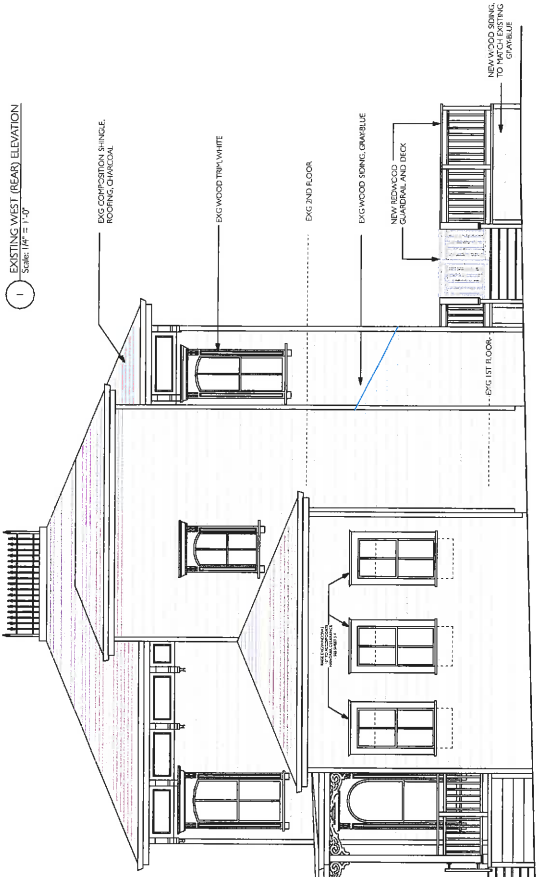 1
EXISTING WEST (REAR) ELEVATION
Scale: 1/4" = 1'-0"
EXG COMPOSITION SHINGLE,
ROOFING, CHARCOAL
EXG WOOD TRIM, WHITE
EXG 2ND FLOOR
EXG WOOD SIDING, GRAY-BLUE
NEW REDWOOD
GUARDRAIL AND DECK
EXG 1ST FLOOR
NEW WOOD SIDING,
TO MATCH EXISTING
GRAY-BLUE